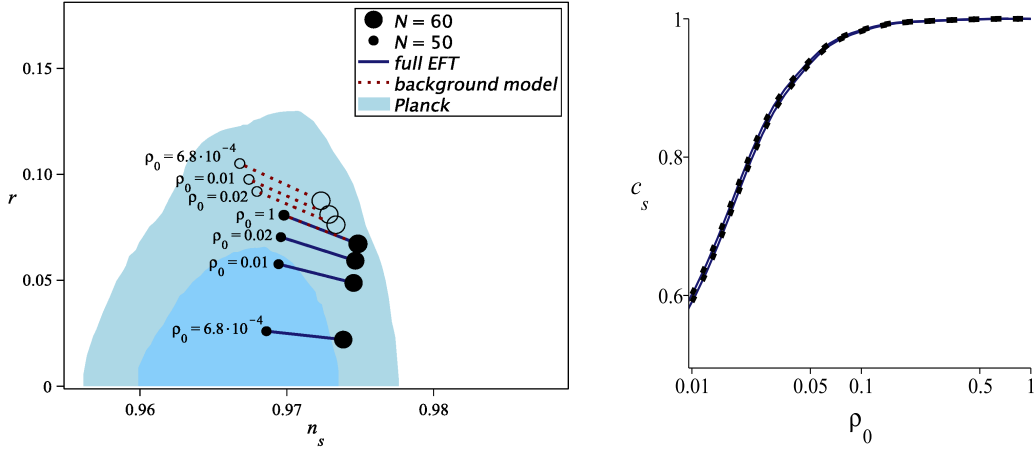 N = 60
N = 50
full EFT
background model
Planck
0.15
0.10
0.05
0
r
ρ₀ = 6.8·10⁻⁴
ρ₀ = 0.01
ρ₀ = 0.02
ρ₀ = 1
ρ₀ = 0.02
ρ₀ = 0.01
ρ₀ = 6.8·10⁻⁴
0.96 0.97 0.98
nₛ
1
0.8
0.6
cₛ
0.01 0.05 0.1 0.5 1
ρ₀